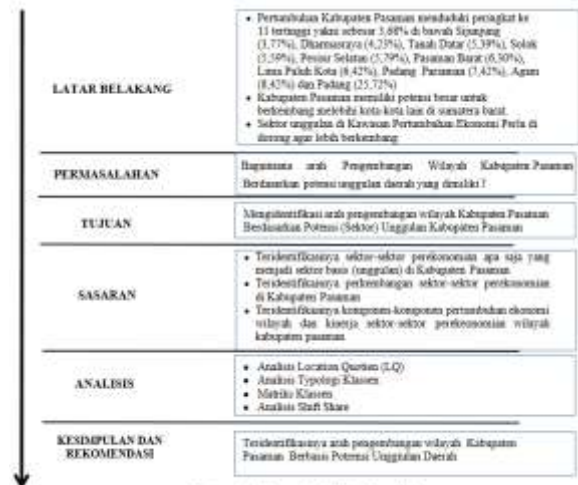 LATAR BELAKANG
• Pertumbuhan Kabupaten Pasaman menduduki peringkat ke
11 tertinggi yakni sebesar 3,68% di bawah Sijunjung
(3,77%), Dharmasraya (4,23%), Tanah Datar (5,39%), Solok
(5,59%), Pesisir Selatan (5,79%), Pasaman Barat (6,30%),
Lima Puluh Kota (6,42%), Padang Pariaman (7,42%), Agam
(8,42%) dan Padang (25,72%)
• Kabupaten Pasaman memiliki potensi besar untuk
berkembang melebihi kota-kota lain di sumatera barat.
• Sektor unggulan di Kawasan Pertumbuhan Ekonomi Perlu di
dorong agar lebih berkembang
PERMASALAHAN
Bagaimana arah Pengembangan Wilayah Kabupaten Pasaman
Berdasarkan potensi unggulan daerah yang dimiliki ?
TUJUAN
Mengidentifikasi arah pengembangan wilayah Kabupaten Pasaman
Berdasarkan Potensi (Sektor) Unggulan Kabupaten Pasaman
SASARAN
• Teridentifikasinya sektor-sektor perekonomian apa saja yang
menjadi sektor basis (unggulan) di Kabupaten Pasaman
• Teridentifikasinya perkembangan sektor-sektor perekonomian
di Kabupaten Pasaman
• Teridentifikasinya komponen-komponen pertumbuhan ekonomi
wilayah dan kinerja sektor-sektor perekonomian wilayah
kabupaten pasaman
ANALISIS
• Analisis Location Quotien (LQ)
• Analisis Typologi Klassen
• Matriks Klassen
• Analisis Shift Share
KESIMPULAN DAN
REKOMENDASI
Teridentifikasinya arah pengembangan wilayah Kabupaten
Pasaman Berbasis Potensi Unggulan Daerah